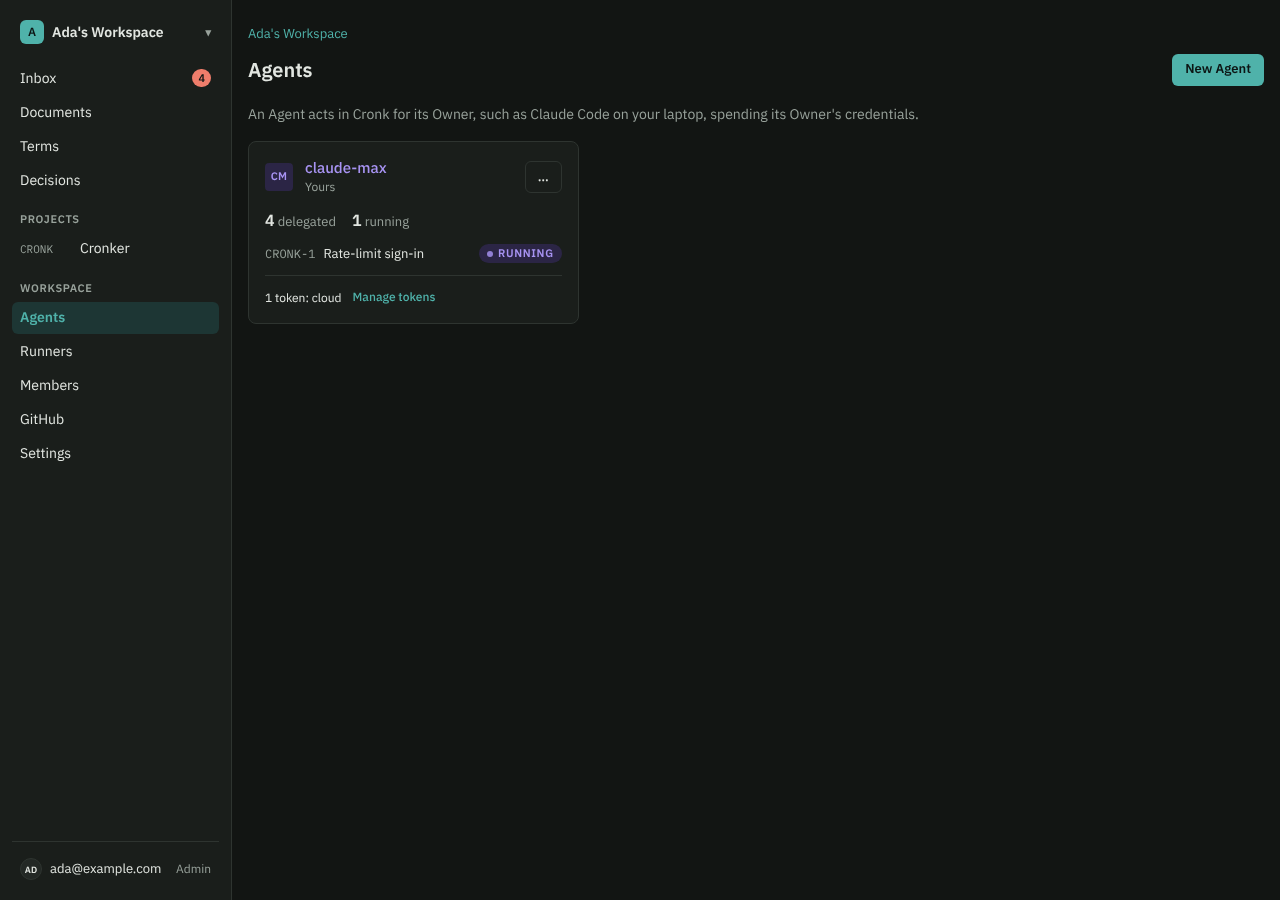 A Ada's Workspace ▾
Inbox 4
Documents
Terms
Decisions
PROJECTS
CRONK Cronker
WORKSPACE
Agents
Runners
Members
GitHub
Settings
AD ada@example.com Admin
Ada's Workspace
Agents
New Agent
An Agent acts in Cronk for its Owner, such as Claude Code on your laptop, spending its Owner's credentials.
CM claude-max
Yours
...
4 delegated 1 running
CRONK-1 Rate-limit sign-in RUNNING
1 token: cloud Manage tokens